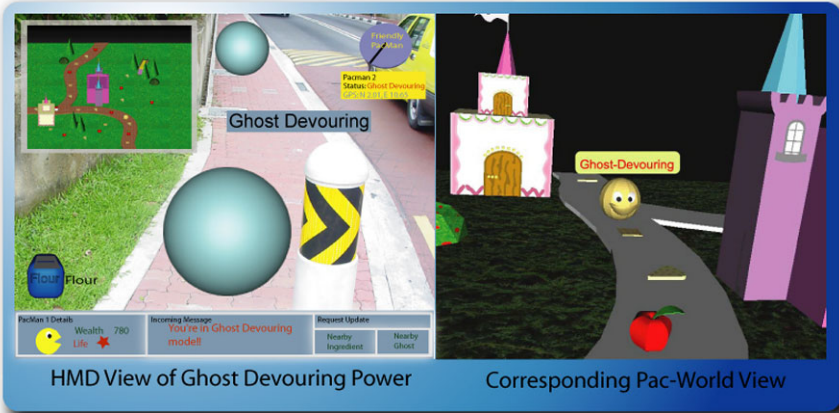 Friendly
PacMan
Pacman 2
Status: Ghost Devouring
GPS: N 2.01, E 10.65
Ghost Devouring
Ghost-Devouring
Flour Flour
PacMan 1 Details
Wealth 780
Life
Incoming Message
You're in Ghost Devouring
mode!!
Request Update
Nearby
Ingredient
Nearby
Ghost
HMD View of Ghost Devouring Power
Corresponding Pac-World View